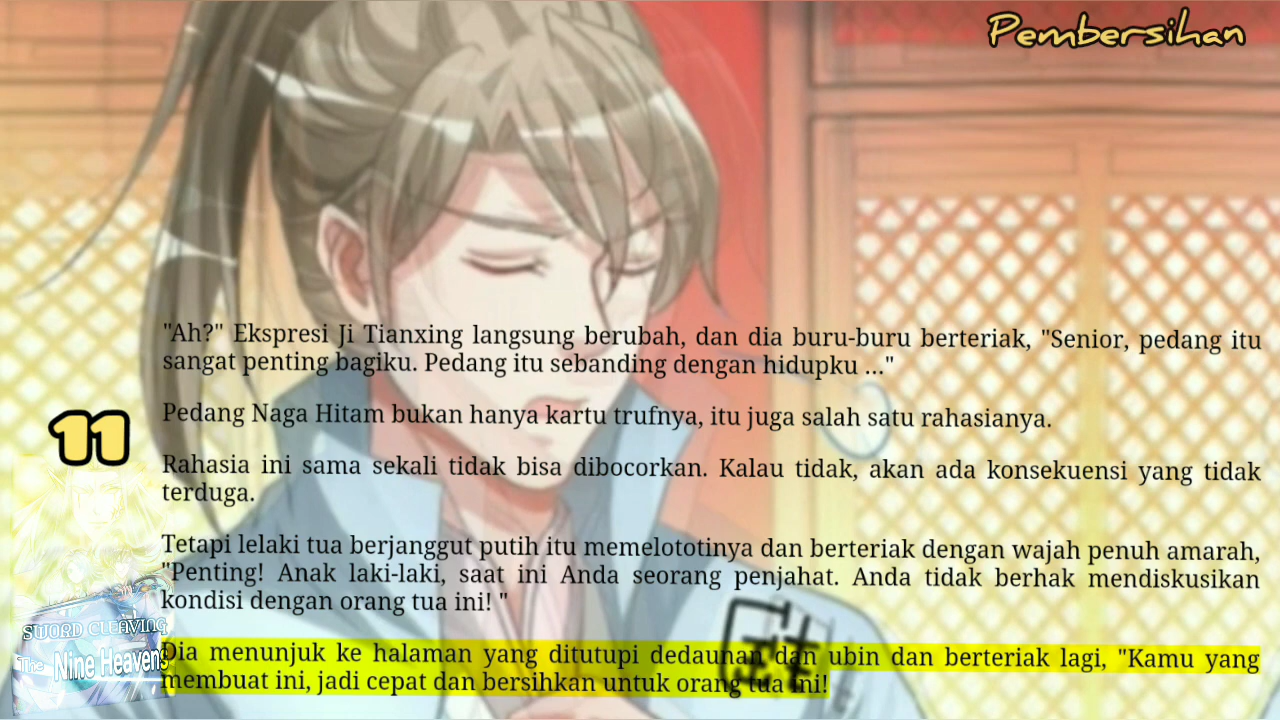 Pembersihan
"Ah?" Ekspresi Ji Tianxing langsung berubah, dan dia buru-buru berteriak, "Senior, pedang itu
sangat penting bagiku. Pedang itu sebanding dengan hidupku ..."
11
Pedang Naga Hitam bukan hanya kartu trufnya, itu juga salah satu rahasianya.
Rahasia ini sama sekali tidak bisa dibocorkan. Kalau tidak, akan ada konsekuensi yang tidak
terduga.
Tetapi lelaki tua berjanggut putih itu memelototinya dan berteriak dengan wajah penuh amarah,
"Penting! Anak laki-laki, saat ini Anda seorang penjahat. Anda tidak berhak mendiskusikan
kondisi dengan orang tua ini! "
SWORD CLEAVING
The Nine Heavens
Dia menunjuk ke halaman yang ditutupi dedaunan dan ubin dan berteriak lagi, "Kamu yang
membuat ini, jadi cepat dan bersihkan untuk orang tua ini!